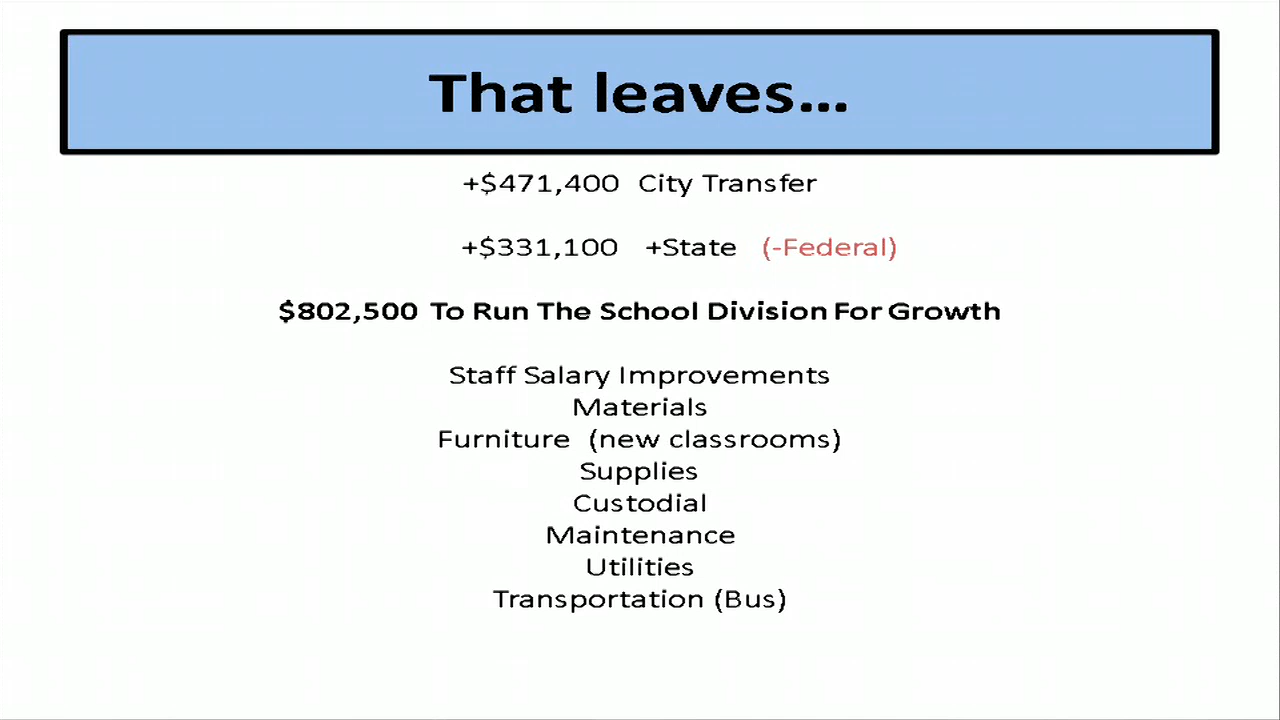 That leaves...
+$471,400 City Transfer
+$331,100 +State (-Federal)
$802,500 To Run The School Division For Growth
Staff Salary Improvements
Materials
Furniture (new classrooms)
Supplies
Custodial
Maintenance
Utilities
Transportation (Bus)